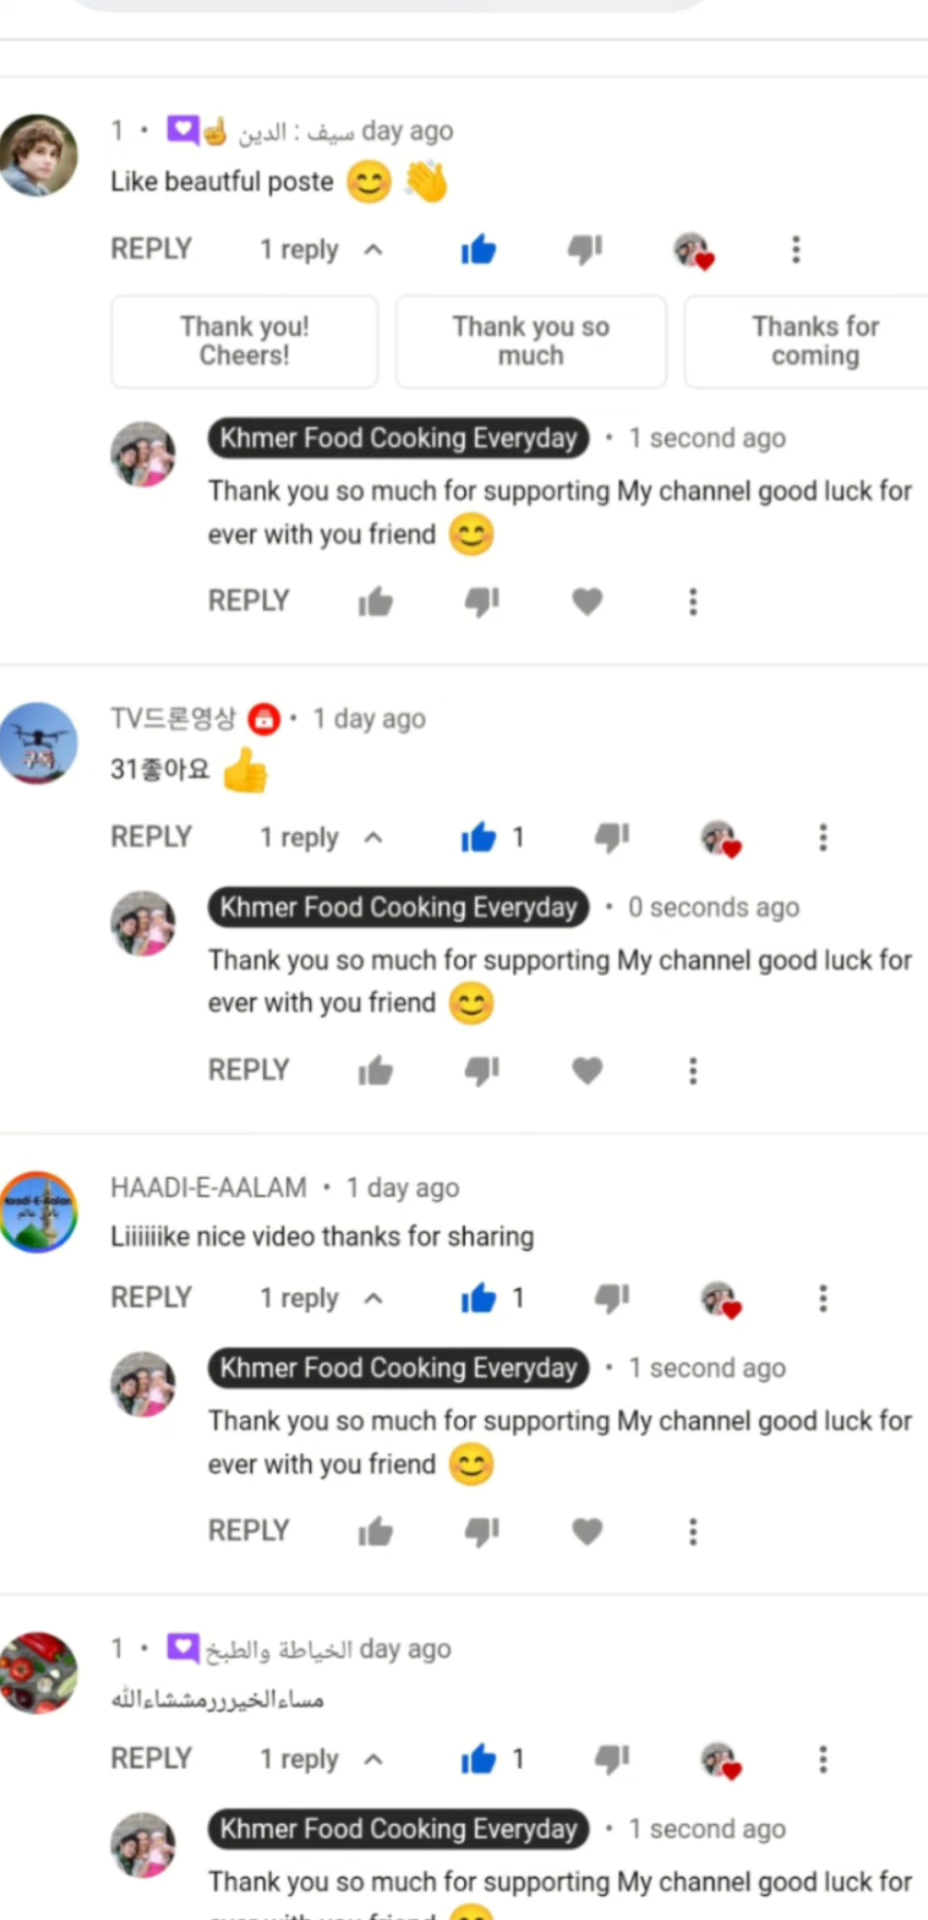 1 • 💟☝ سيف : الدين day ago
Like beautful poste 😊 👏
REPLY 1 reply
Thank you!
Cheers!
Thank you so
much
Thanks for
coming
Khmer Food Cooking Everyday • 1 second ago
Thank you so much for supporting My channel good luck for
ever with you friend 😊
REPLY
TV드론영상 • 1 day ago
31좋아요 👍
REPLY 1 reply 1
Khmer Food Cooking Everyday • 0 seconds ago
Thank you so much for supporting My channel good luck for
ever with you friend 😊
REPLY
HAADI-E-AALAM • 1 day ago
Liiiiiike nice video thanks for sharing
REPLY 1 reply 1
Khmer Food Cooking Everyday • 1 second ago
Thank you so much for supporting My channel good luck for
ever with you friend 😊
REPLY
1 • 💟 الخياطة والطبخ day ago
مساءالخيرررمششاءالله
REPLY 1 reply 1
Khmer Food Cooking Everyday • 1 second ago
Thank you so much for supporting My channel good luck for
ever with you friend